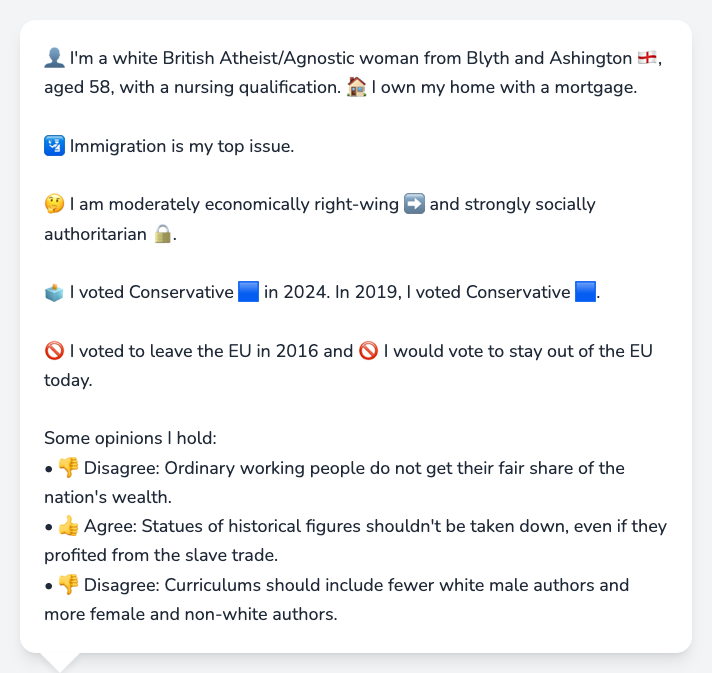 👤 I'm a white British Atheist/Agnostic woman from Blyth and Ashington 🏴󠁧󠁢󠁥󠁮󠁧󠁿,
aged 58, with a nursing qualification. 🏠 I own my home with a mortgage.
🛂 Immigration is my top issue.
🤔 I am moderately economically right-wing ➡️ and strongly socially
authoritarian 🔒.
🗳️ I voted Conservative 🟦 in 2024. In 2019, I voted Conservative 🟦.
🚫 I voted to leave the EU in 2016 and 🚫 I would vote to stay out of the EU
today.
Some opinions I hold:
• 👎 Disagree: Ordinary working people do not get their fair share of the
nation's wealth.
• 👍 Agree: Statues of historical figures shouldn't be taken down, even if they
profited from the slave trade.
• 👎 Disagree: Curriculums should include fewer white male authors and
more female and non-white authors.